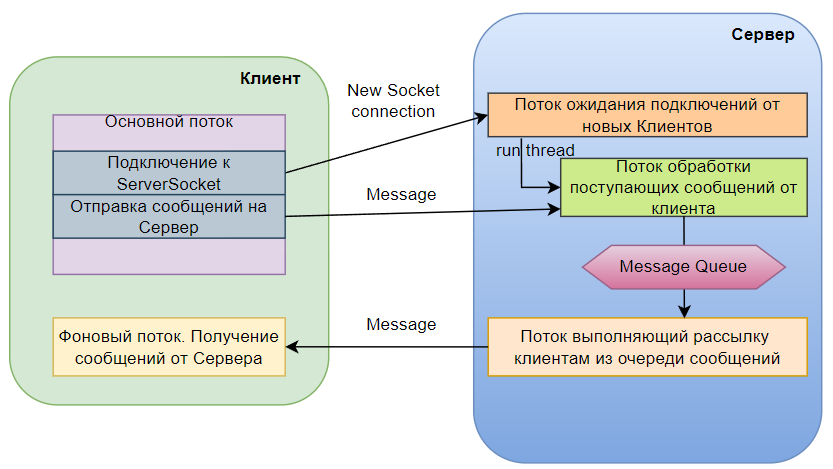 Клиент
Основной поток
Подключение к
ServerSocket
Отправка сообщений на
Сервер
Фоновый поток. Получение
сообщений от Сервера
New Socket
connection
Message
Message
Сервер
Поток ожидания подключений от
новых Клиентов
run thread
Поток обработки
поступающих сообщений от
клиента
Message Queue
Поток выполняющий рассылку
клиентам из очереди сообщений